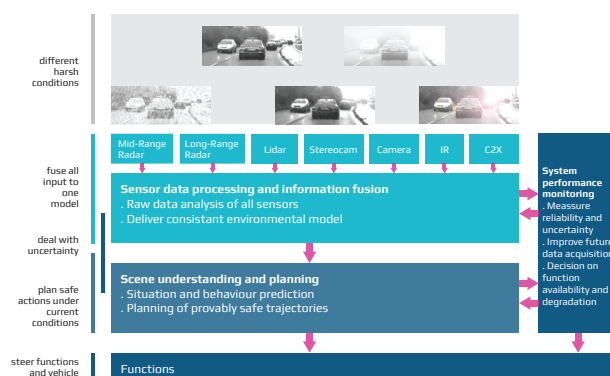 different
harsh
conditions
fuse all
input to
one
model
deal with
uncertainty
plan safe
actions under
current
conditions
steer functions
and vehicle
Mid-Range
Radar
Long-Range
Radar
Lidar
Stereocam
Camera
IR
C2X
Sensor data processing and information fusion
. Raw data analysis of all sensors
. Deliver consistant environmental model
Scene understanding and planning
. Situation and behaviour prediction
. Planning of provably safe trajectories
System
performance
monitoring
. Meassure
reliability and
uncertainty
. Improve future
data acquisition
. Decision on
function
availability and
degradation
Functions